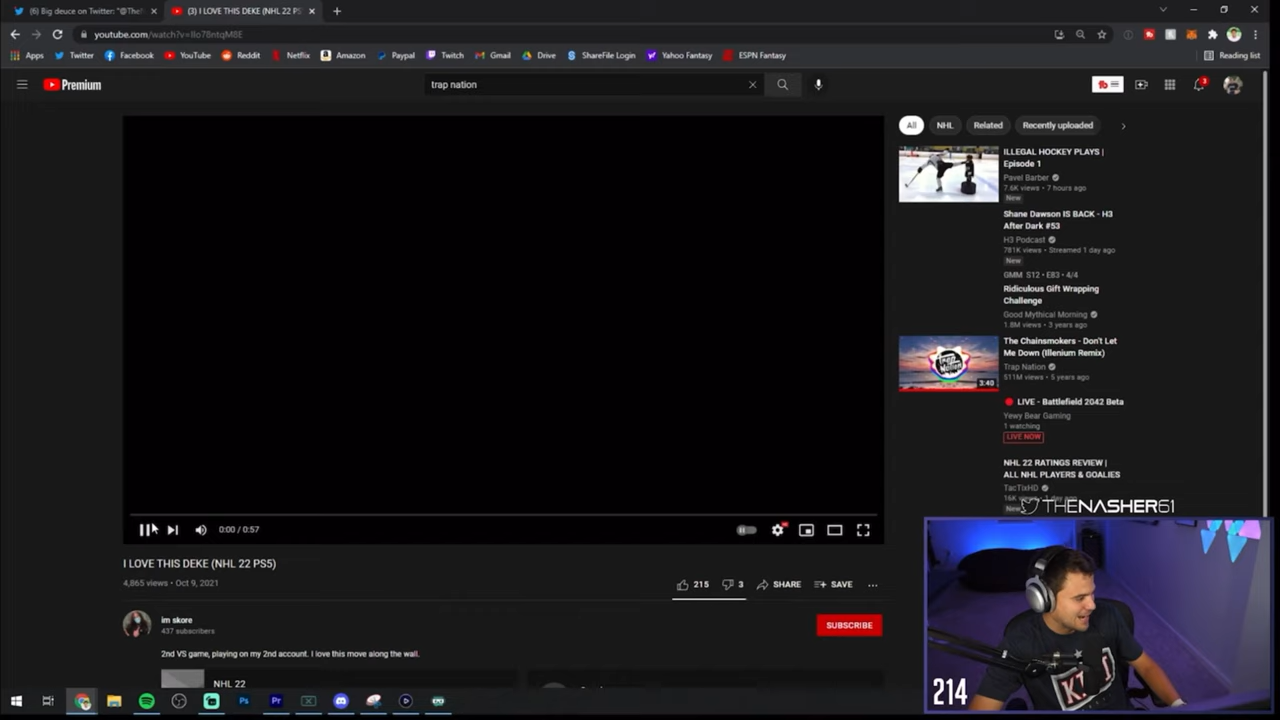 (6) Big deuce on Twitter: "@The
(3) I LOVE THIS DEKE (NHL 22 PS
youtube.com/watch?v=
Apps Twitter Facebook YouTube Reddit Netflix Amazon Paypal Twitch Gmail Drive ShareFile Login Yahoo Fantasy ESPN Fantasy Reading list
Premium
trap nation
3
All NHL Related Recently uploaded
ILLEGAL HOCKEY PLAYS |
Episode 1
Pavel Barber
7.6K views • 7 hours ago
New
Shane Dawson IS BACK - H3
After Dark #53
H3 Podcast
781K views • Streamed 1 day ago
New
GMM S12 • E83 • 4/4
Ridiculous Gift Wrapping
Challenge
Good Mythical Morning
1.8M views • 3 years ago
The Chainsmokers - Don't Let
Me Down (Illenium Remix)
Trap Nation
511M views • 5 years ago
Trap
Nation
3:40
LIVE - Battlefield 2042 Beta
Yewy Bear Gaming
1 watching
LIVE NOW
NHL 22 RATINGS REVIEW |
ALL NHL PLAYERS & GOALIES
TacTixHD
16K
New
THENASHER61
0:00 / 0:57
I LOVE THIS DEKE (NHL 22 PS5)
4,865 views • Oct 9, 2021
215 3 SHARE SAVE
im skore
437 subscribers
SUBSCRIBE
2nd VS game, playing on my 2nd account. I love this move along the wall.
NHL 22
214
Ps Pr